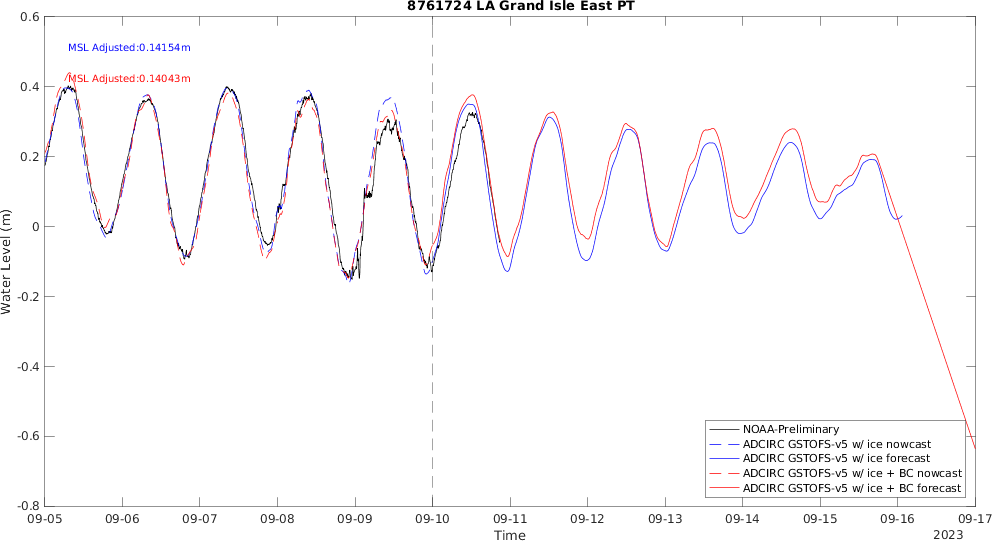 8761724 LA Grand Isle East PT
0.6
MSL Adjusted:0.14154m
MSL Adjusted:0.14043m
0.4
0.2
0
-0.2
-0.4
-0.6
-0.8
Water Level (m)
NOAA-Preliminary
ADCIRC GSTOFS-v5 w/ ice nowcast
ADCIRC GSTOFS-v5 w/ ice forecast
ADCIRC GSTOFS-v5 w/ ice + BC nowcast
ADCIRC GSTOFS-v5 w/ ice + BC forecast
09-05 09-06 09-07 09-08 09-09 09-10 09-11 09-12 09-13 09-14 09-15 09-16 09-17
Time
2023